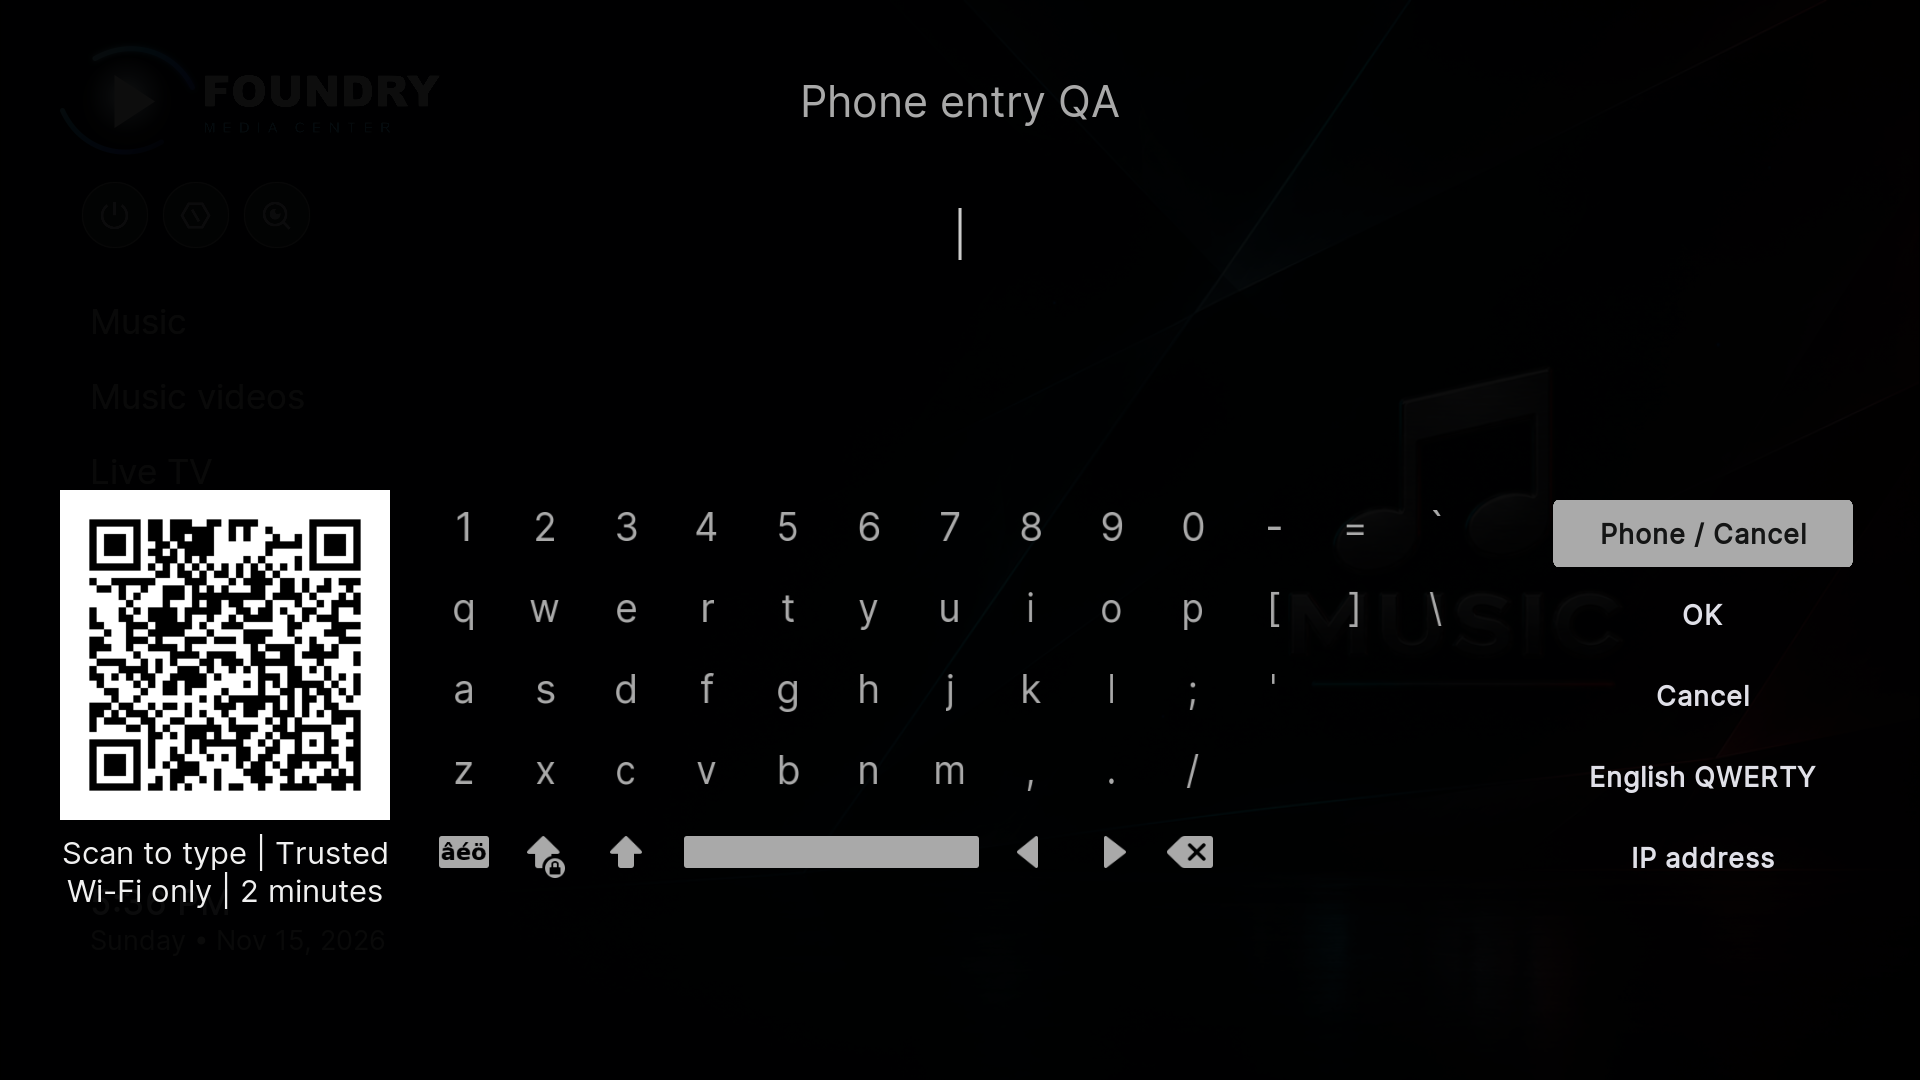 FOUNDRY
MEDIA CENTER
Phone entry QA
Music
Music videos
Live TV
MUSIC
1 2 3 4 5 6 7 8 9 0 - = `
q w e r t y u i o p [ ] \
a s d f g h j k l ; '
z x c v b n m , . /
âéö
Phone / Cancel
OK
Cancel
English QWERTY
IP address
Scan to type | Trusted
Wi-Fi only | 2 minutes
Sunday • Nov 15, 2026